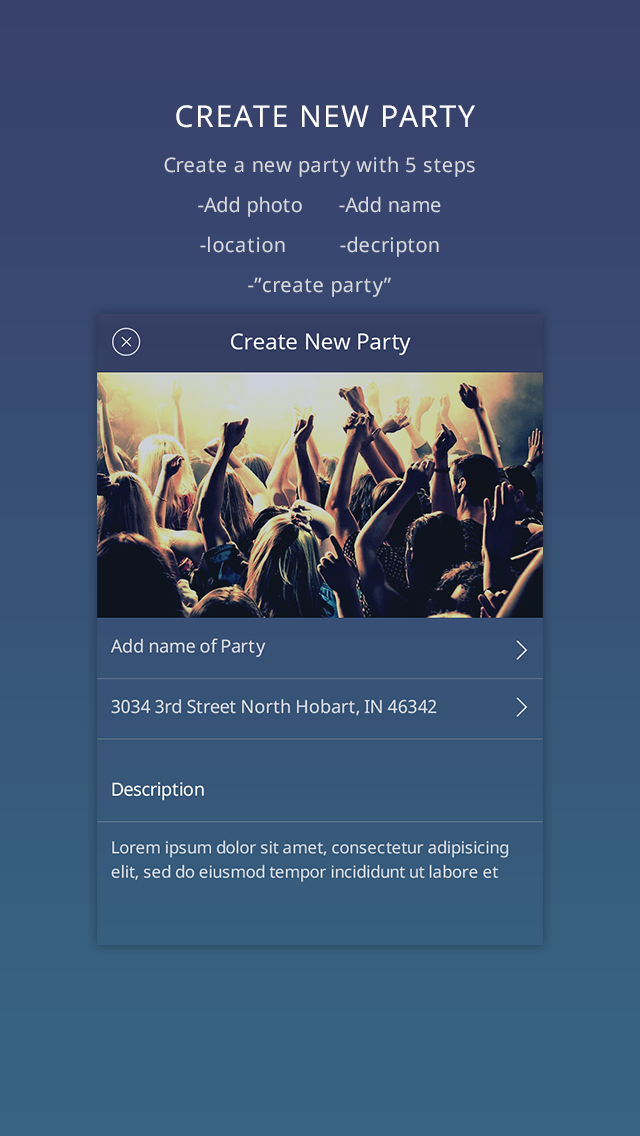 CREATE NEW PARTY
Create a new party with 5 steps
-Add photo -Add name
-location -decripton
-”create party”
Create New Party
Add name of Party
3034 3rd Street North Hobart, IN 46342
Description
Lorem ipsum dolor sit amet, consectetur adipisicing
elit, sed do eiusmod tempor incididunt ut labore et